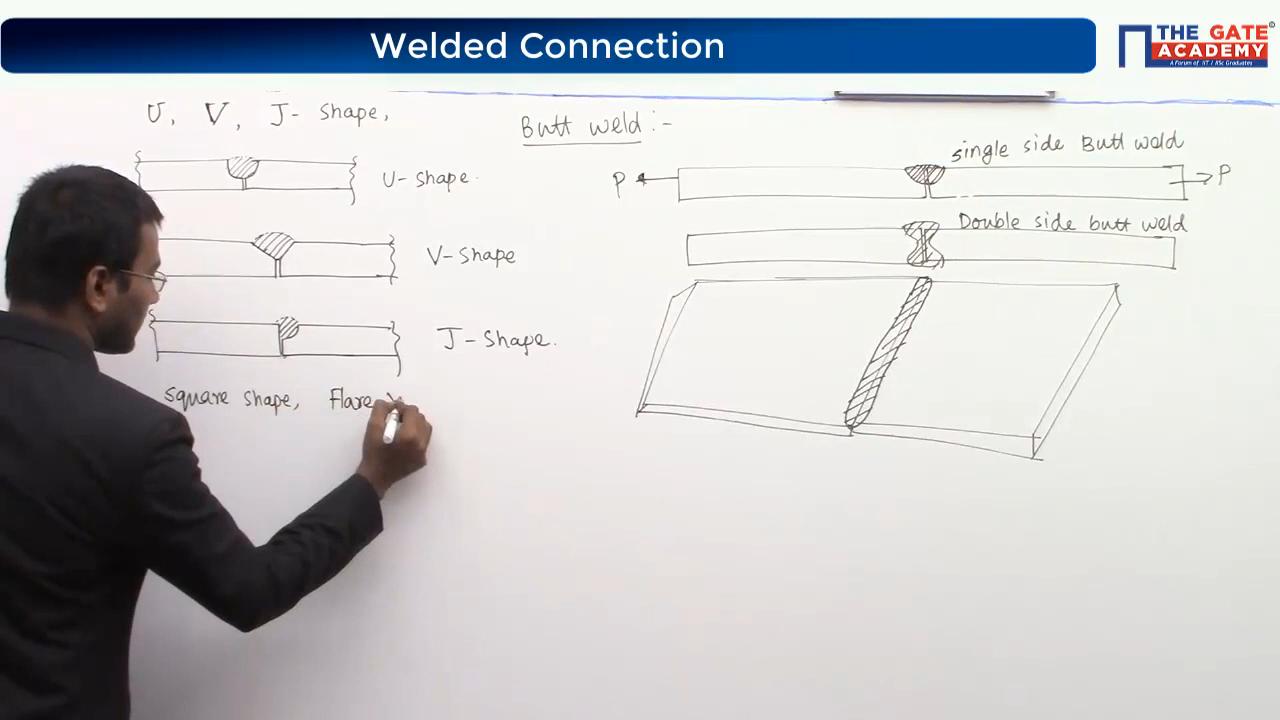 Welded Connection
THE GATE
ACADEMY
A Forum of IIT / IISc Graduates
U, V, J- Shape,
U- Shape.
V- Shape
J- Shape.
Square Shape, Flare
Butt weld :-
Single side Butt weld
P P
Double side butt weld